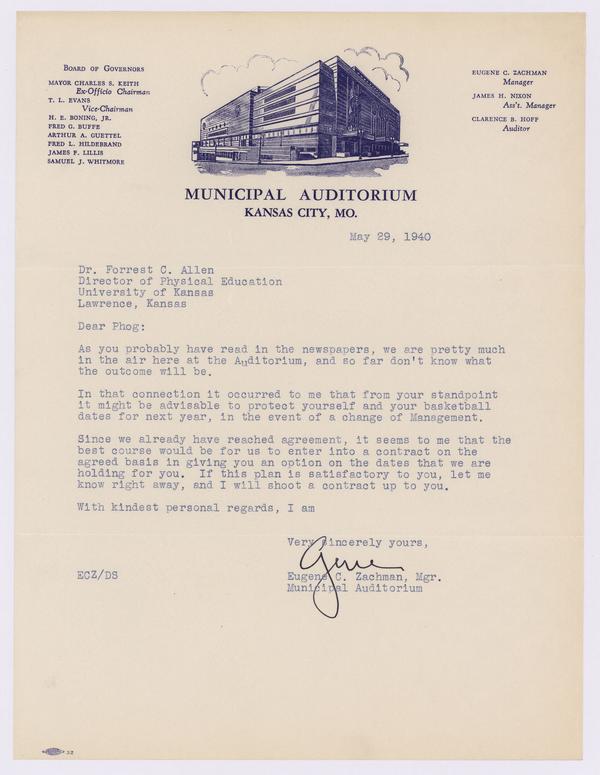 BOARD OF GOVERNORS
MAYOR CHARLES S. KEITH
Ex-Officio Chairman
T. L. EVANS
Vice-Chairman
H. E. BONING, JR.
FRED G. BUFFE
ARTHUR A. GUETTEL
FRED L. HILDEBRAND
JAMES F. LILLIS
SAMUEL J. WHITMORE
EUGENE C. ZACHMAN
Manager
JAMES H. NIXON
Ass't. Manager
CLARENCE B. HOFF
Auditor
MUNICIPAL AUDITORIUM
KANSAS CITY, MO.
May 29, 1940
Dr. Forrest C. Allen
Director of Physical Education
University of Kansas
Lawrence, Kansas
Dear Phog:
As you probably have read in the newspapers, we are pretty much
in the air here at the Auditorium, and so far don't know what
the outcome will be.
In that connection it occurred to me that from your standpoint
it might be advisable to protect yourself and your basketball
dates for next year, in the event of a change of Management.
Since we already have reached agreement, it seems to me that the
best course would be for us to enter into a contract on the
agreed basis in giving you an option on the dates that we are
holding for you. If this plan is satisfactory to you, let me
know right away, and I will shoot a contract up to you.
With kindest personal regards, I am
Very sincerely yours,
Gene
ECZ/DS
Eugene C. Zachman, Mgr.
Municipal Auditorium
32